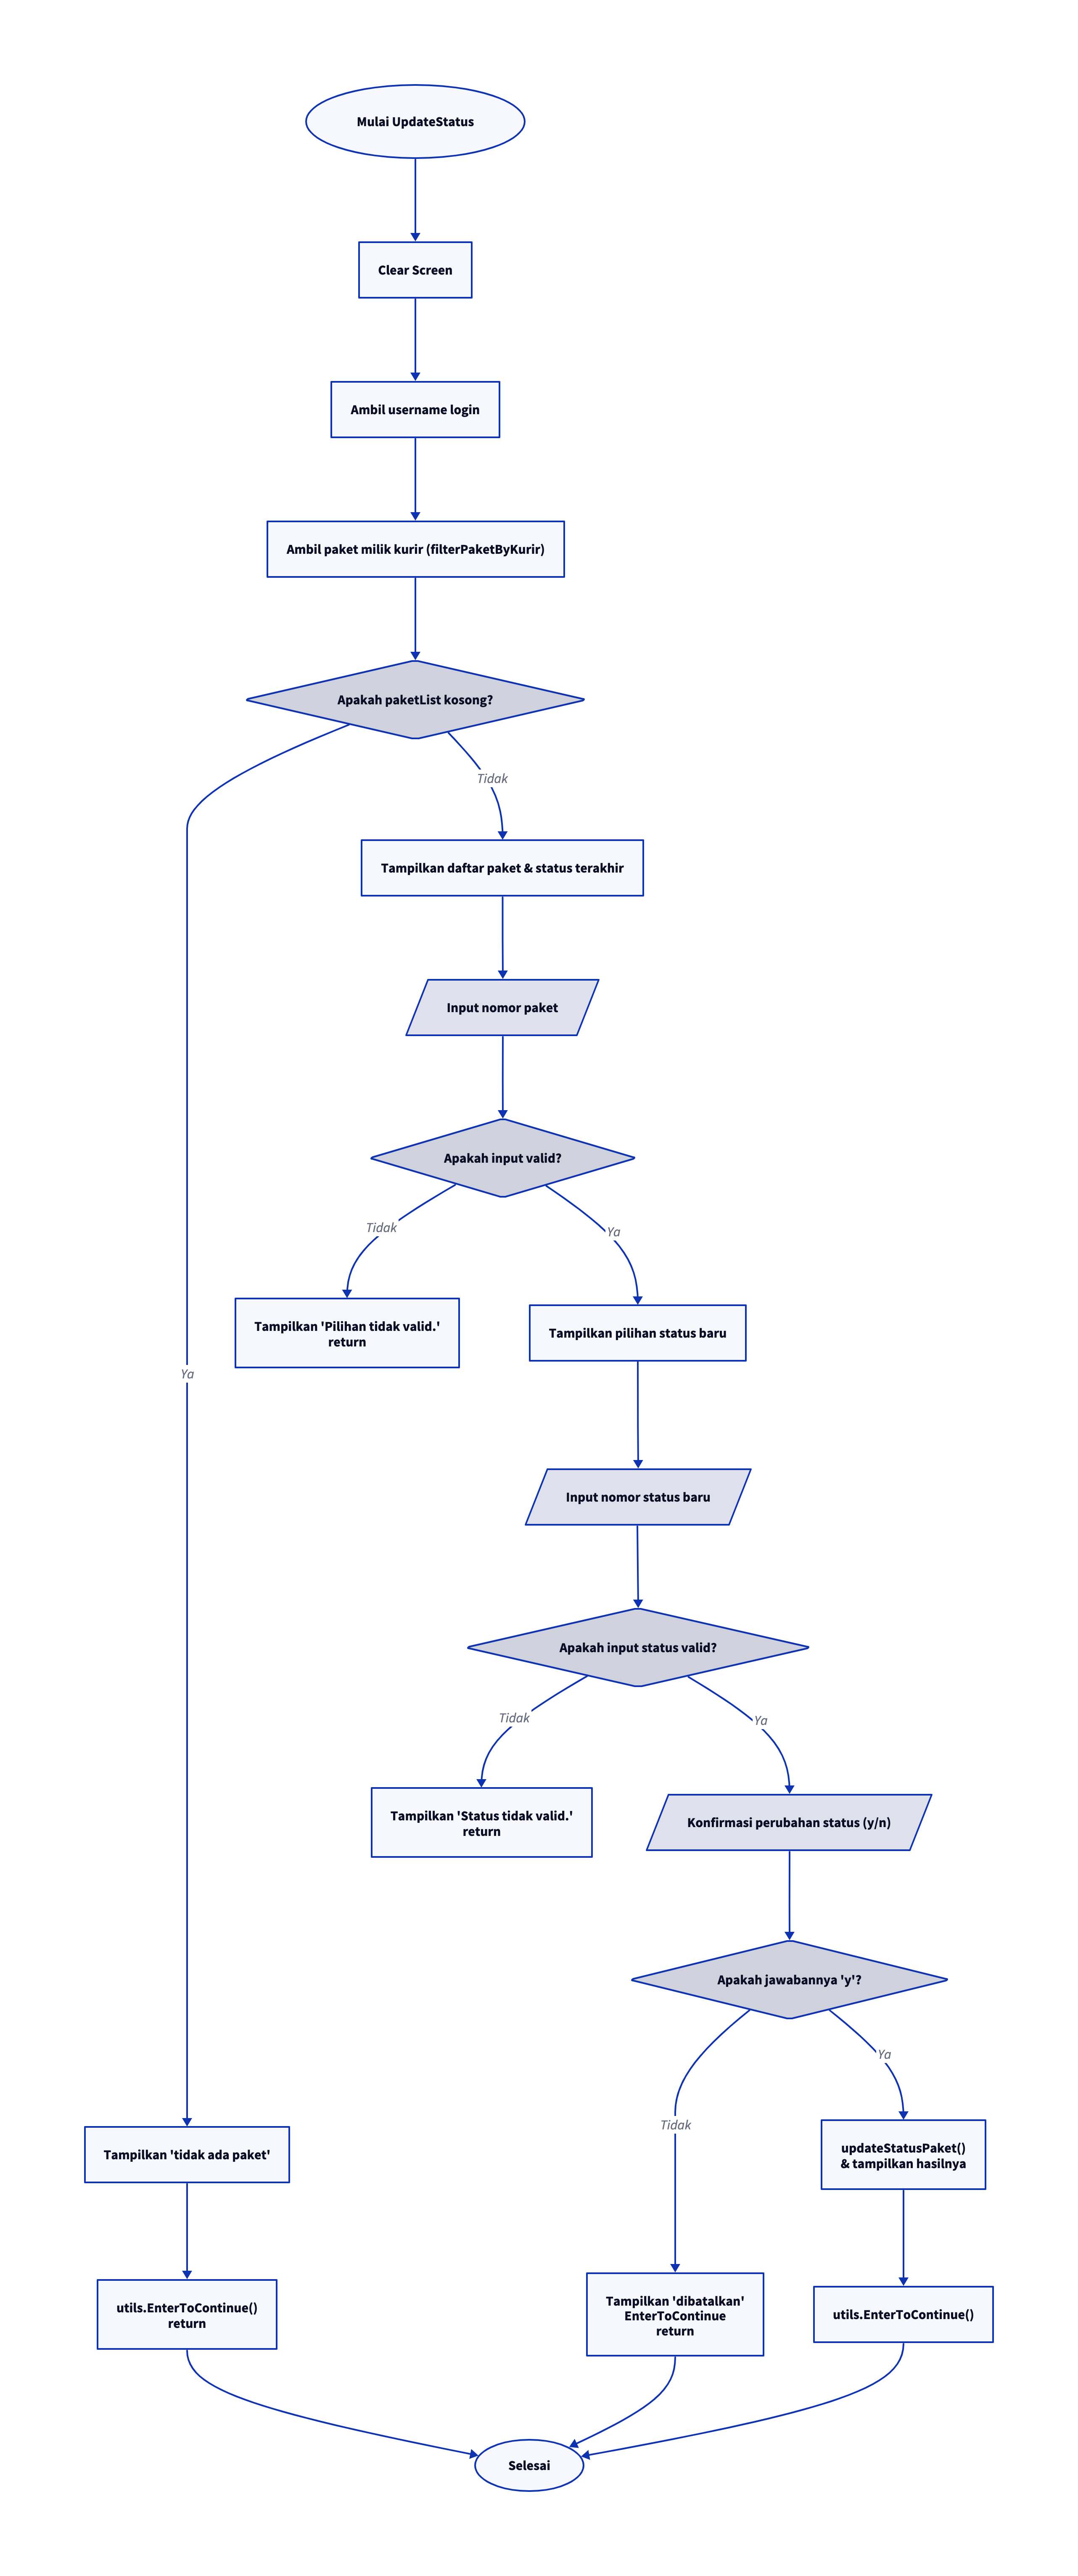 Mulai UpdateStatus
Clear Screen
Ambil username login
Ambil paket milik kurir (filterPaketByKurir)
Apakah paketList kosong?
Tidak
Tampilkan daftar paket & status terakhir
Input nomor paket
Apakah input valid?
Tidak
Ya
Tampilkan 'Pilihan tidak valid.'
return
Tampilkan pilihan status baru
Ya
Input nomor status baru
Apakah input status valid?
Tidak
Ya
Tampilkan 'Status tidak valid.'
return
Konfirmasi perubahan status (y/n)
Apakah jawabannya 'y'?
Ya
Tidak
Tampilkan 'tidak ada paket'
updateStatusPaket()
& tampilkan hasilnya
utils.EnterToContinue()
return
Tampilkan 'dibatalkan'
EnterToContinue
return
utils.EnterToContinue()
Selesai